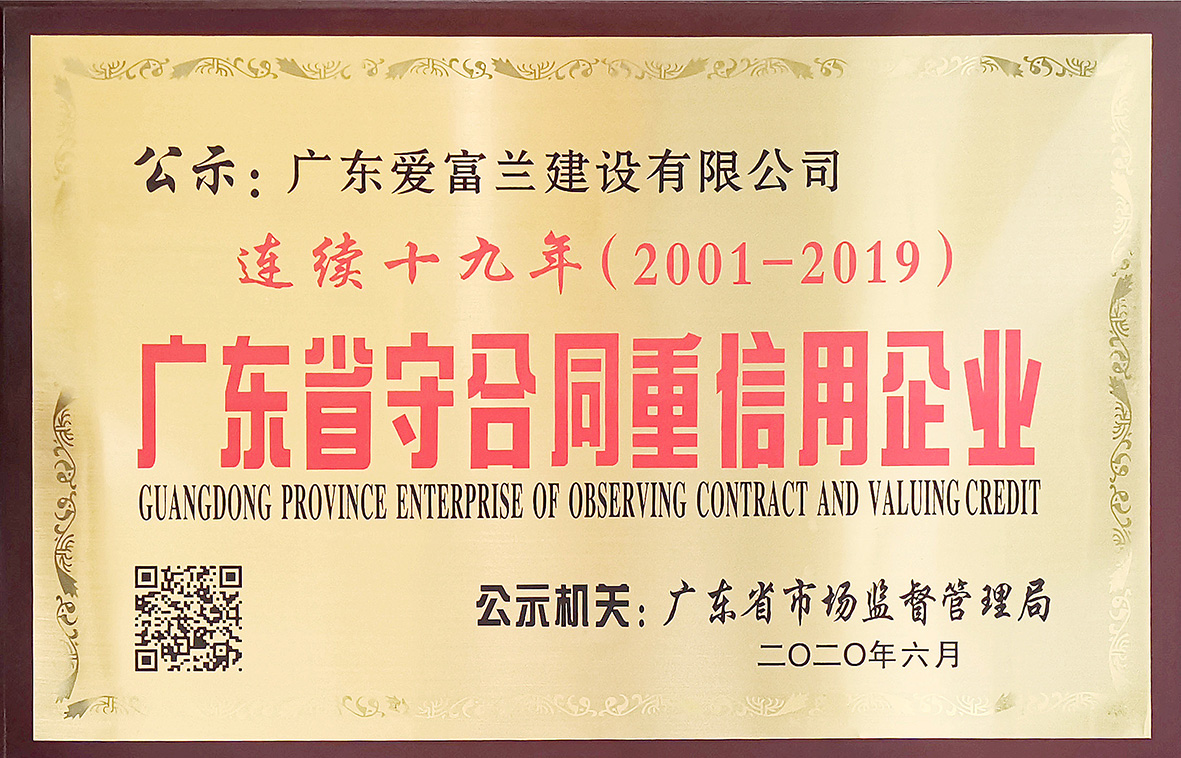 公示：广东爱富兰建设有限公司
连续十九年（2001-2019）
广东省守合同重信用企业
GUANGDONG PROVINCE ENTERPRISE OF OBSERVING CONTRACT AND VALUING CREDIT
公示机关：广东省市场监督管理局
二〇二〇年六月